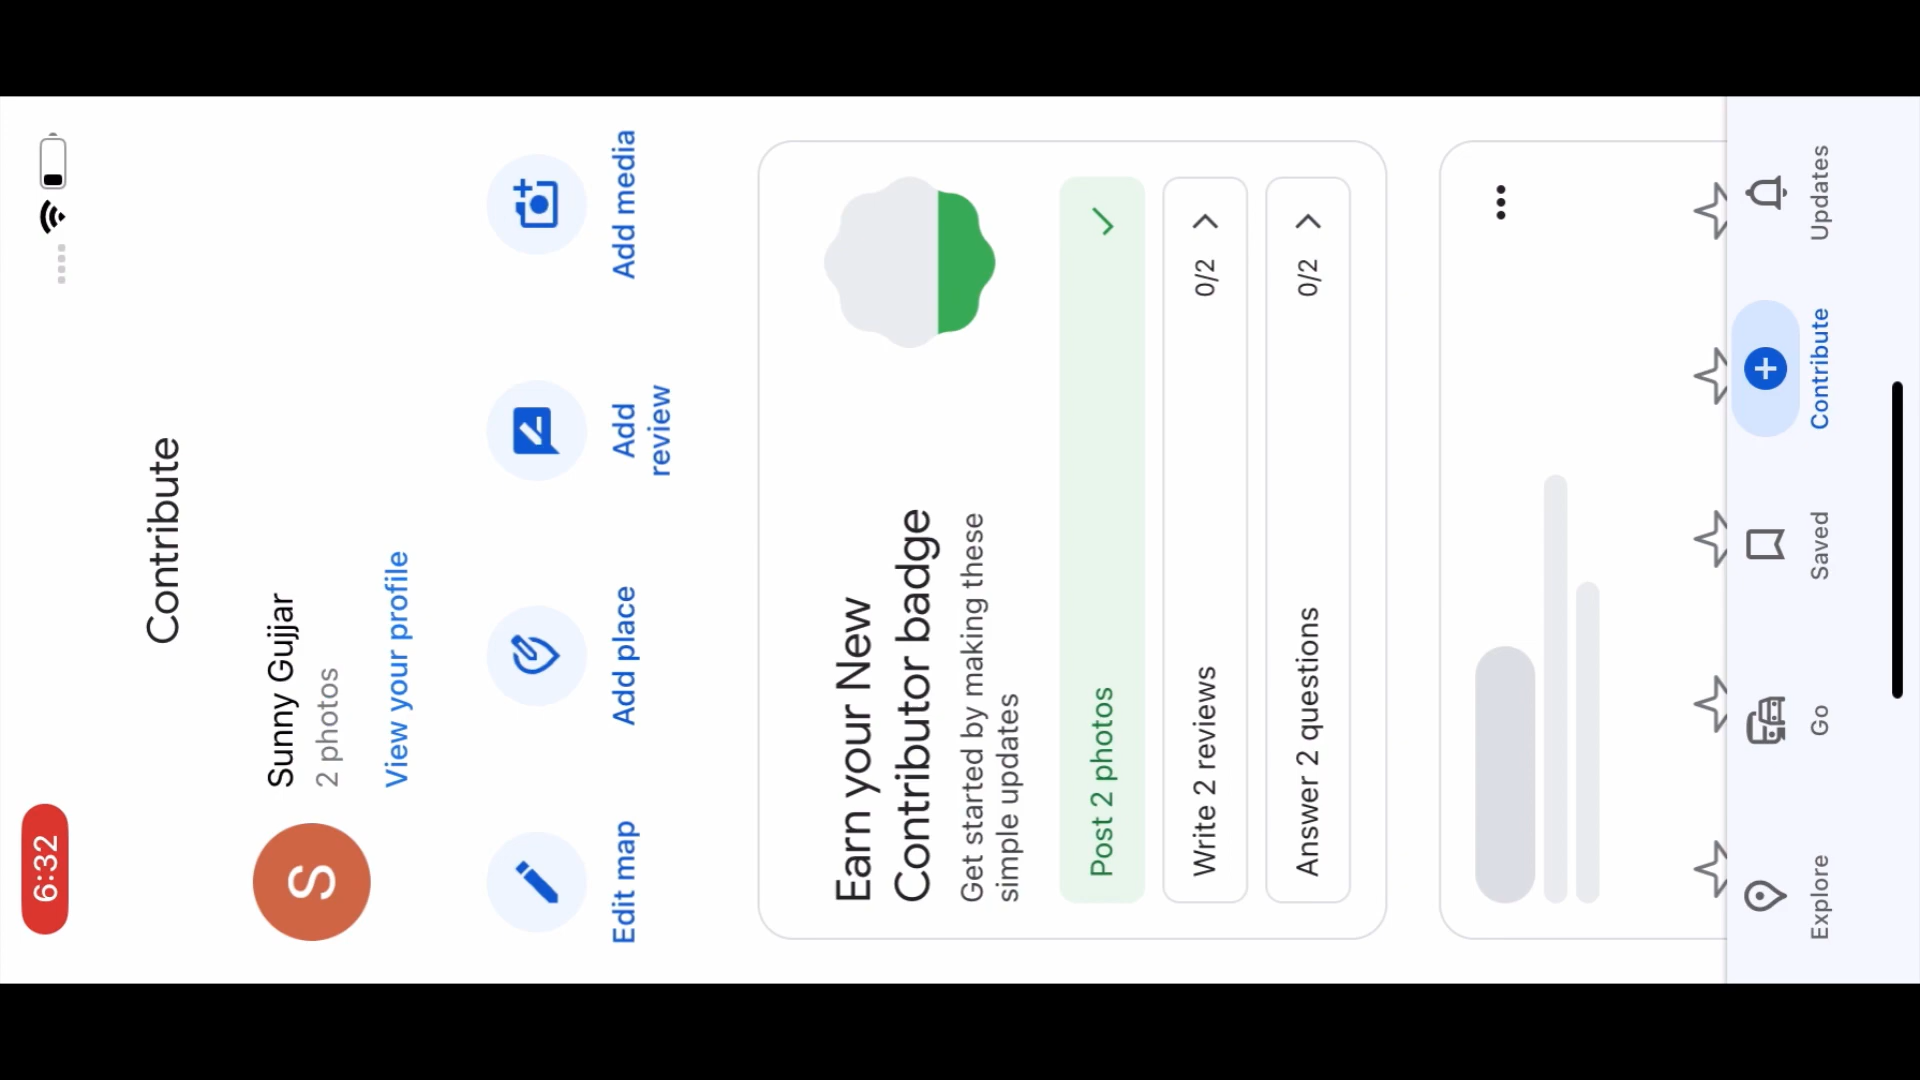 6:32
Contribute
S
Sunny Gujjar
2 photos
View your profile
Edit map
Add place
Add
review
Add media
Earn your New
Contributor badge
Get started by making these
simple updates
Post 2 photos
Write 2 reviews
0/2
Answer 2 questions
0/2
Explore
Go
Saved
Contribute
Updates